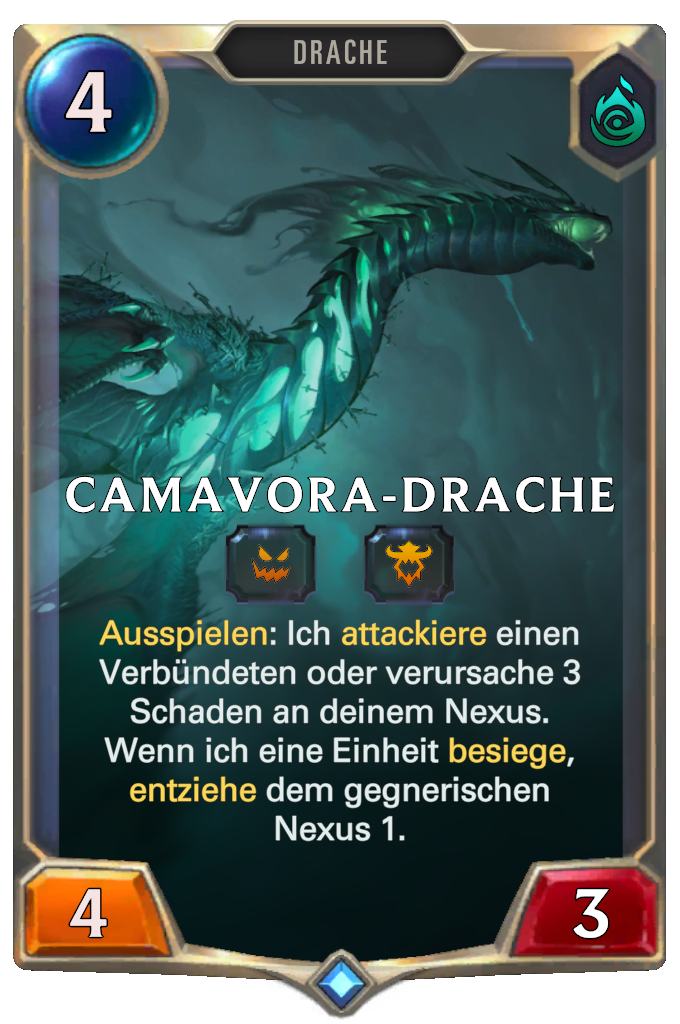 DRACHE
4
CAMAVORA-DRACHE
Ausspielen: Ich attackiere einen
Verbündeten oder verursache 3
Schaden an deinem Nexus.
Wenn ich eine Einheit besiege,
entziehe dem gegnerischen
Nexus 1.
4
3